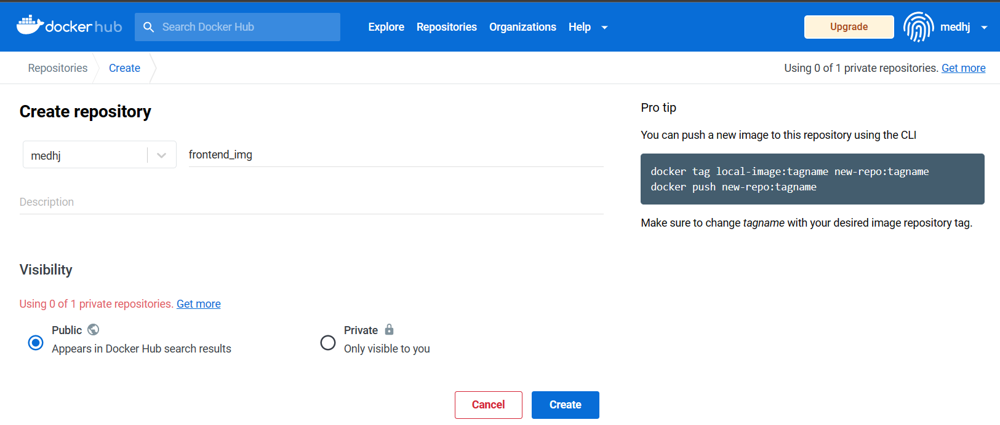 docker hub
Search Docker Hub
Explore Repositories Organizations Help
Upgrade
medhj
Repositories
Create
Using 0 of 1 private repositories. Get more
Create repository
medhj
frontend_img
Description
Visibility
Using 0 of 1 private repositories. Get more
Public
Appears in Docker Hub search results
Private
Only visible to you
Cancel
Create
Pro tip
You can push a new image to this repository using the CLI
docker tag local-image:tagname new-repo:tagname
docker push new-repo:tagname
Make sure to change tagname with your desired image repository tag.